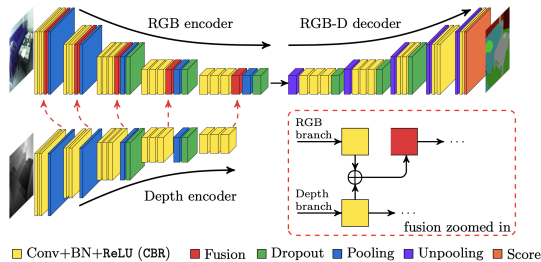 RGB encoder
RGB-D decoder
RGB
branch
Depth
branch
...
...
fusion zoomed in
Depth encoder
Conv+BN+ReLU (CBR)
Fusion
Dropout
Pooling
Unpooling
Score